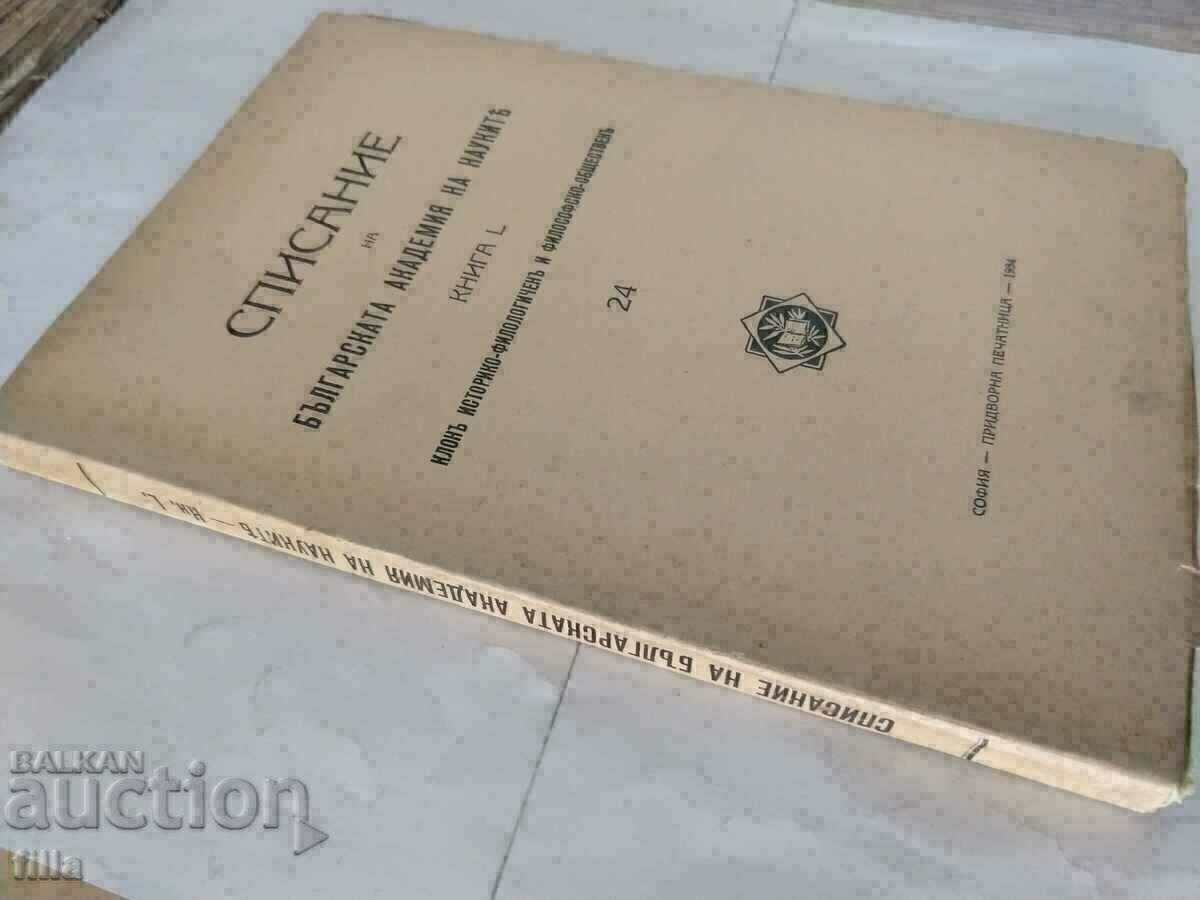 СПИСАНИЕ
НА
БЪЛГАРСКАТА АКАДЕМИЯ НА НАУКИТѢ
КНИГА L
КЛОНЪ ИСТОРИКО-ФИЛОЛОГИЧЕНЪ И ФИЛОСОФСКО-ОБЩЕСТВЕНЪ
24
СОФИЯ — ПРИДВОРНА ПЕЧАТНИЦА — 1934
СПИСАНИЕ НА БЪЛГАРСКАТА АКАДЕМИЯ НА НАУКИТѢ — Кн. L.
BALKAN
auction
filla